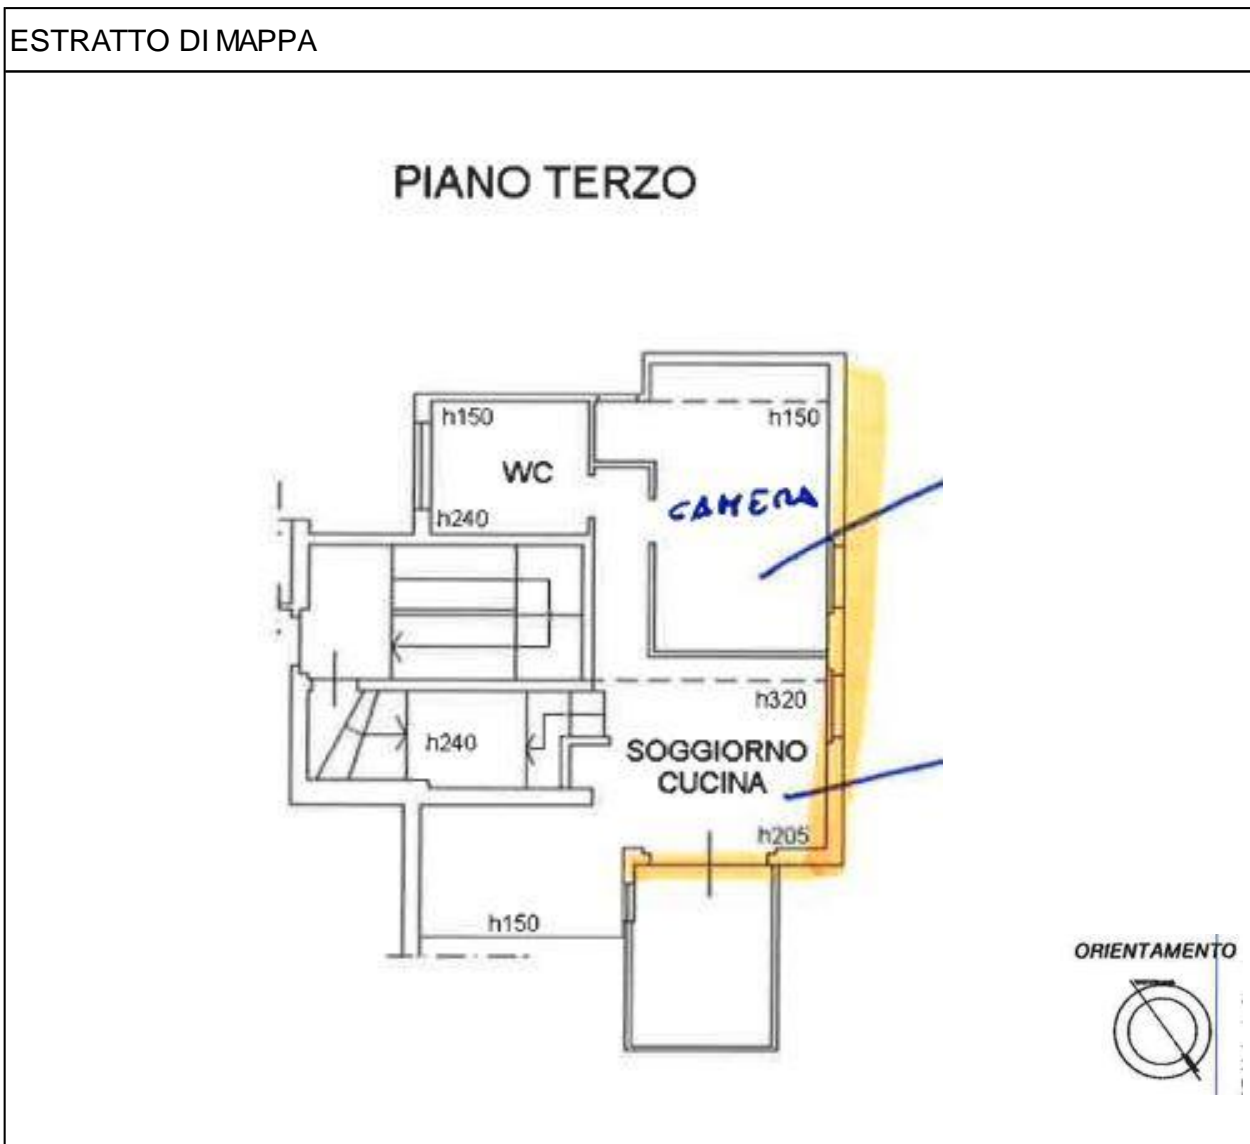 ESTRATTO DI MAPPA
PIANO TERZO
h150
h150
WC
CAMERA
h240
h320
h240
SOGGIORNO
CUCINA
h205
h150
ORIENTAMENTO